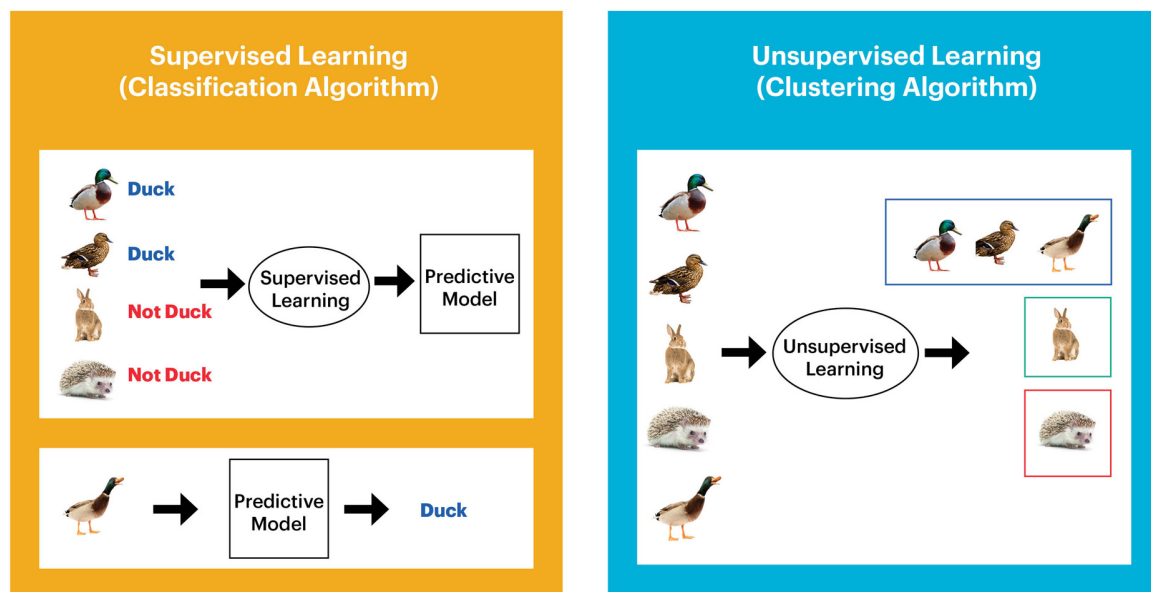 Supervised Learning
(Classification Algorithm)
Duck
Duck
Not Duck
Not Duck
Supervised
Learning
Predictive
Model
Predictive
Model
Duck
Unsupervised Learning
(Clustering Algorithm)
Unsupervised
Learning